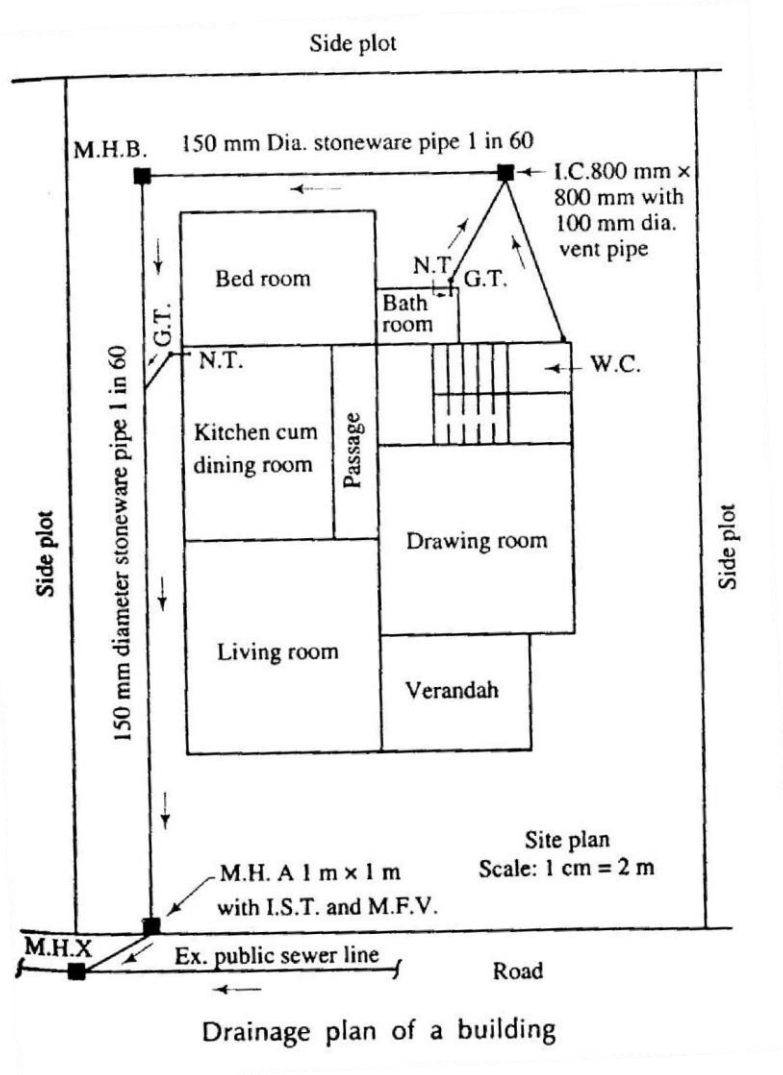 Side plot
M.H.B.
150 mm Dia. stoneware pipe 1 in 60
I.C.800 mm ×
800 mm with
100 mm dia.
vent pipe
Bed room
N.T.
G.T.
Bath
room
G.T.
N.T.
W.C.
150 mm diameter stoneware pipe 1 in 60
Kitchen cum
dining room
Passage
Side plot
Drawing room
Side plot
Living room
Verandah
Site plan
Scale: 1 cm = 2 m
M.H. A 1 m × 1 m
with I.S.T. and M.F.V.
M.H.X
Ex. public sewer line
Road
Drainage plan of a building